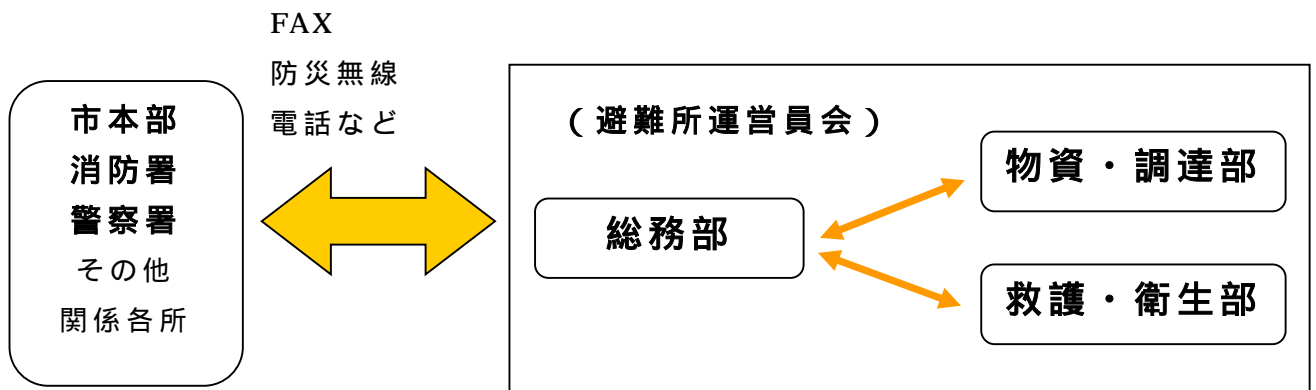 FAX
防災無線
電話など
市本部
消防署
警察署
その他
関係各所
（避難所運営員会）
総務部
物資・調達部
救護・衛生部